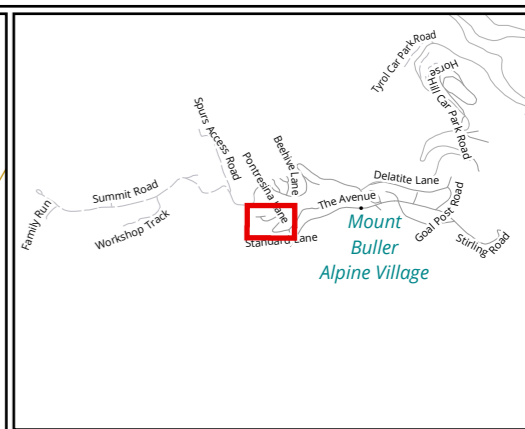 Tyrol Car Park Road
Horse
Hill Car Park Road
Spurs Access Road
Beehive Lane
Pontresina Lane
Delatite Lane
Summit Road
The Avenue
Goal Post Road
Family Run
Workshop Track
Standard Lane
Stirling Road
Mount
Buller
Alpine Village